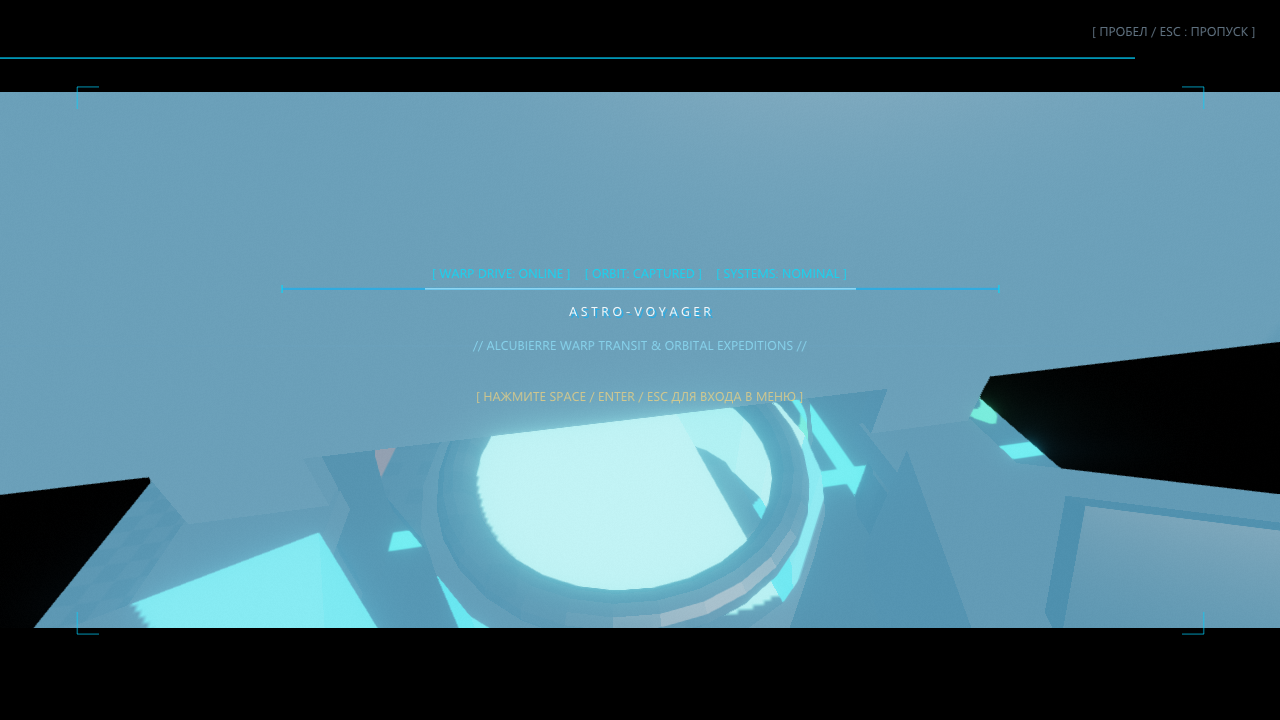 [ ПРОБЕЛ / ESC : ПРОПУСК ]
[ WARP DRIVE: ONLINE ] [ ORBIT: CAPTURED ] [ SYSTEMS: NOMINAL ]
ASTRO-VOYAGER
// ALCUBIERRE WARP TRANSIT & ORBITAL EXPEDITIONS //
[ НАЖМИТЕ SPACE / ENTER / ESC ДЛЯ ВХОДА В МЕНЮ ]